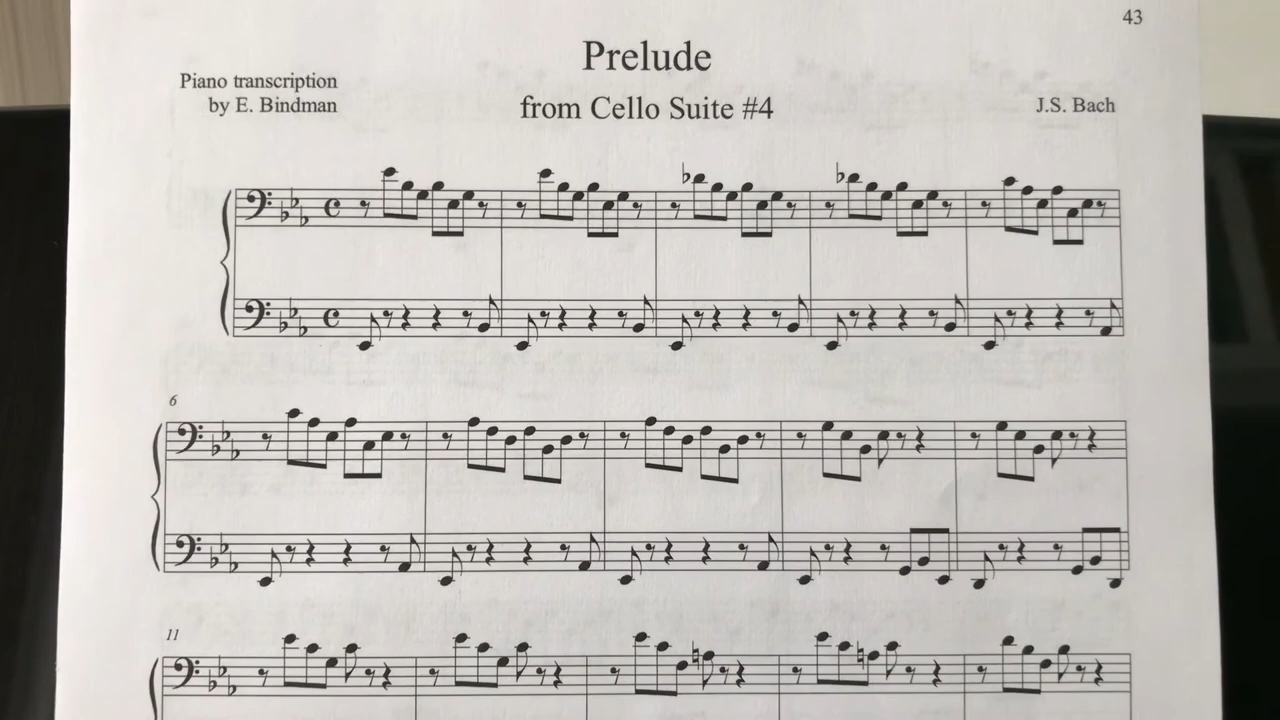 43
Prelude
Piano transcription
by E. Bindman
from Cello Suite #4
J.S. Bach
6
11